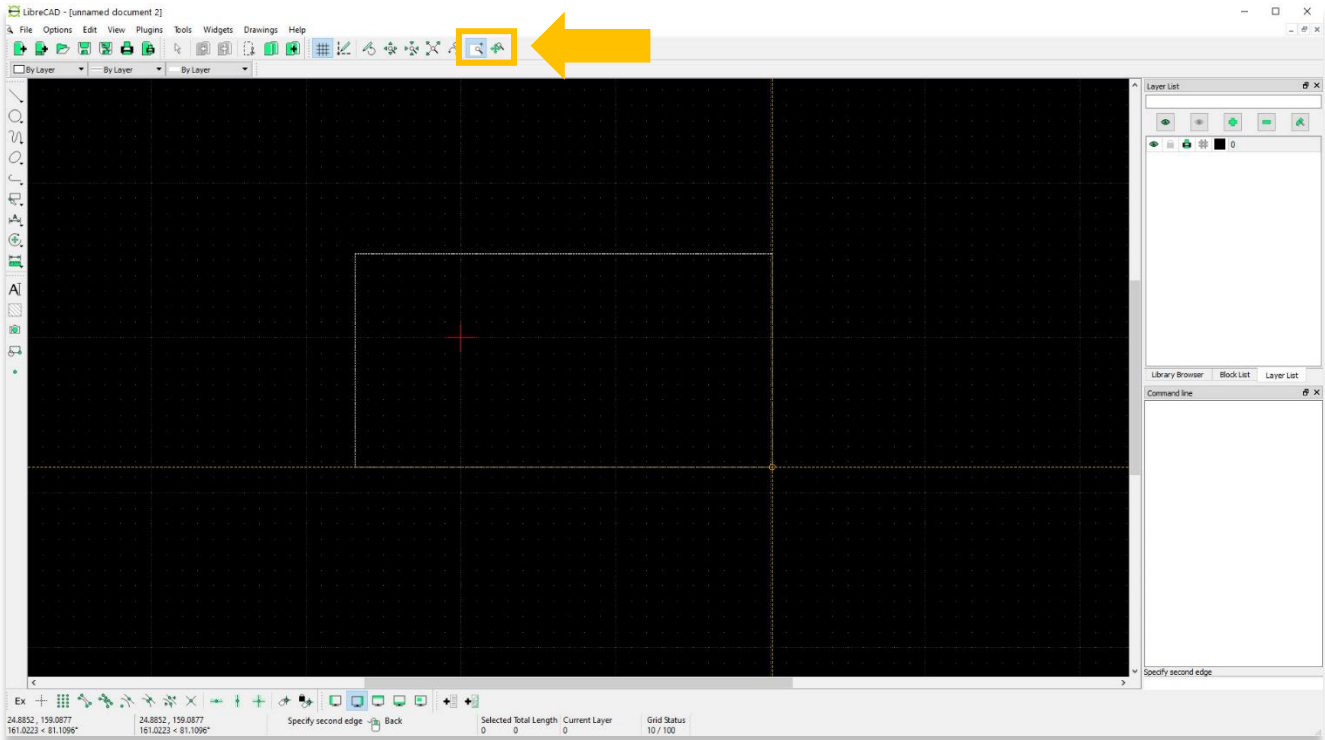 LibreCAD - [unnamed document 2]
File Options Edit View Plugins Tools Widgets Drawings Help
By Layer By Layer By Layer
Layer List
0
Library Browser Block List Layer List
Command line
Specify second edge
Ex
24.8852 , 159.0877 24.8852 , 159.0877 Specify second edge Back Selected Total Length Current Layer Grid Status
161.0223 < 81.1096° 161.0223 < 81.1096° 0 0 0 10 / 100